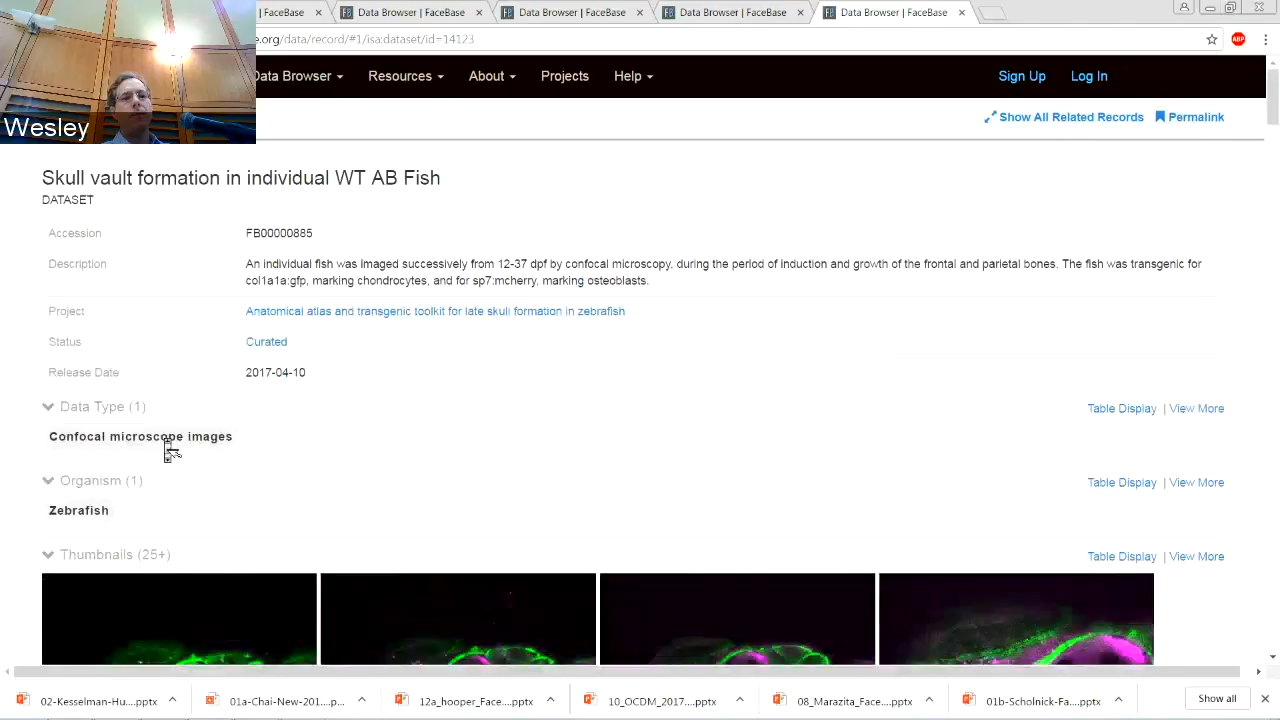 | FaceBase
Data Browser | FaceBase
Data Browser | FaceBase
Data Browser | FaceBase
Data Browser | FaceBase
e.org/data/record/#1/isa:dataset/id=14123
ABP
Data Browser Resources About Projects Help Sign Up Log In
Show All Related Records Permalink
Wesley
Skull vault formation in individual WT AB Fish
DATASET
Accession FB00000885
Description An individual fish was imaged successively from 12-37 dpf by confocal microscopy, during the period of induction and growth of the frontal and parietal bones. The fish was transgenic for
col1a1a:gfp, marking chondrocytes, and for sp7:mcherry, marking osteoblasts.
Project Anatomical atlas and transgenic toolkit for late skull formation in zebrafish
Status Curated
Release Date 2017-04-10
Data Type (1) Table Display | View More
Confocal microscope images
Organism (1) Table Display | View More
Zebrafish
Thumbnails (25+) Table Display | View More
02-Kesselman-Hu....pptx 01a-Chai-New-201...p... 12a_hooper_Face....pptx 10_OCDM_2017....pptx 08_Marazita_Face....pptx 01b-Scholnick-Fa....pptx Show all